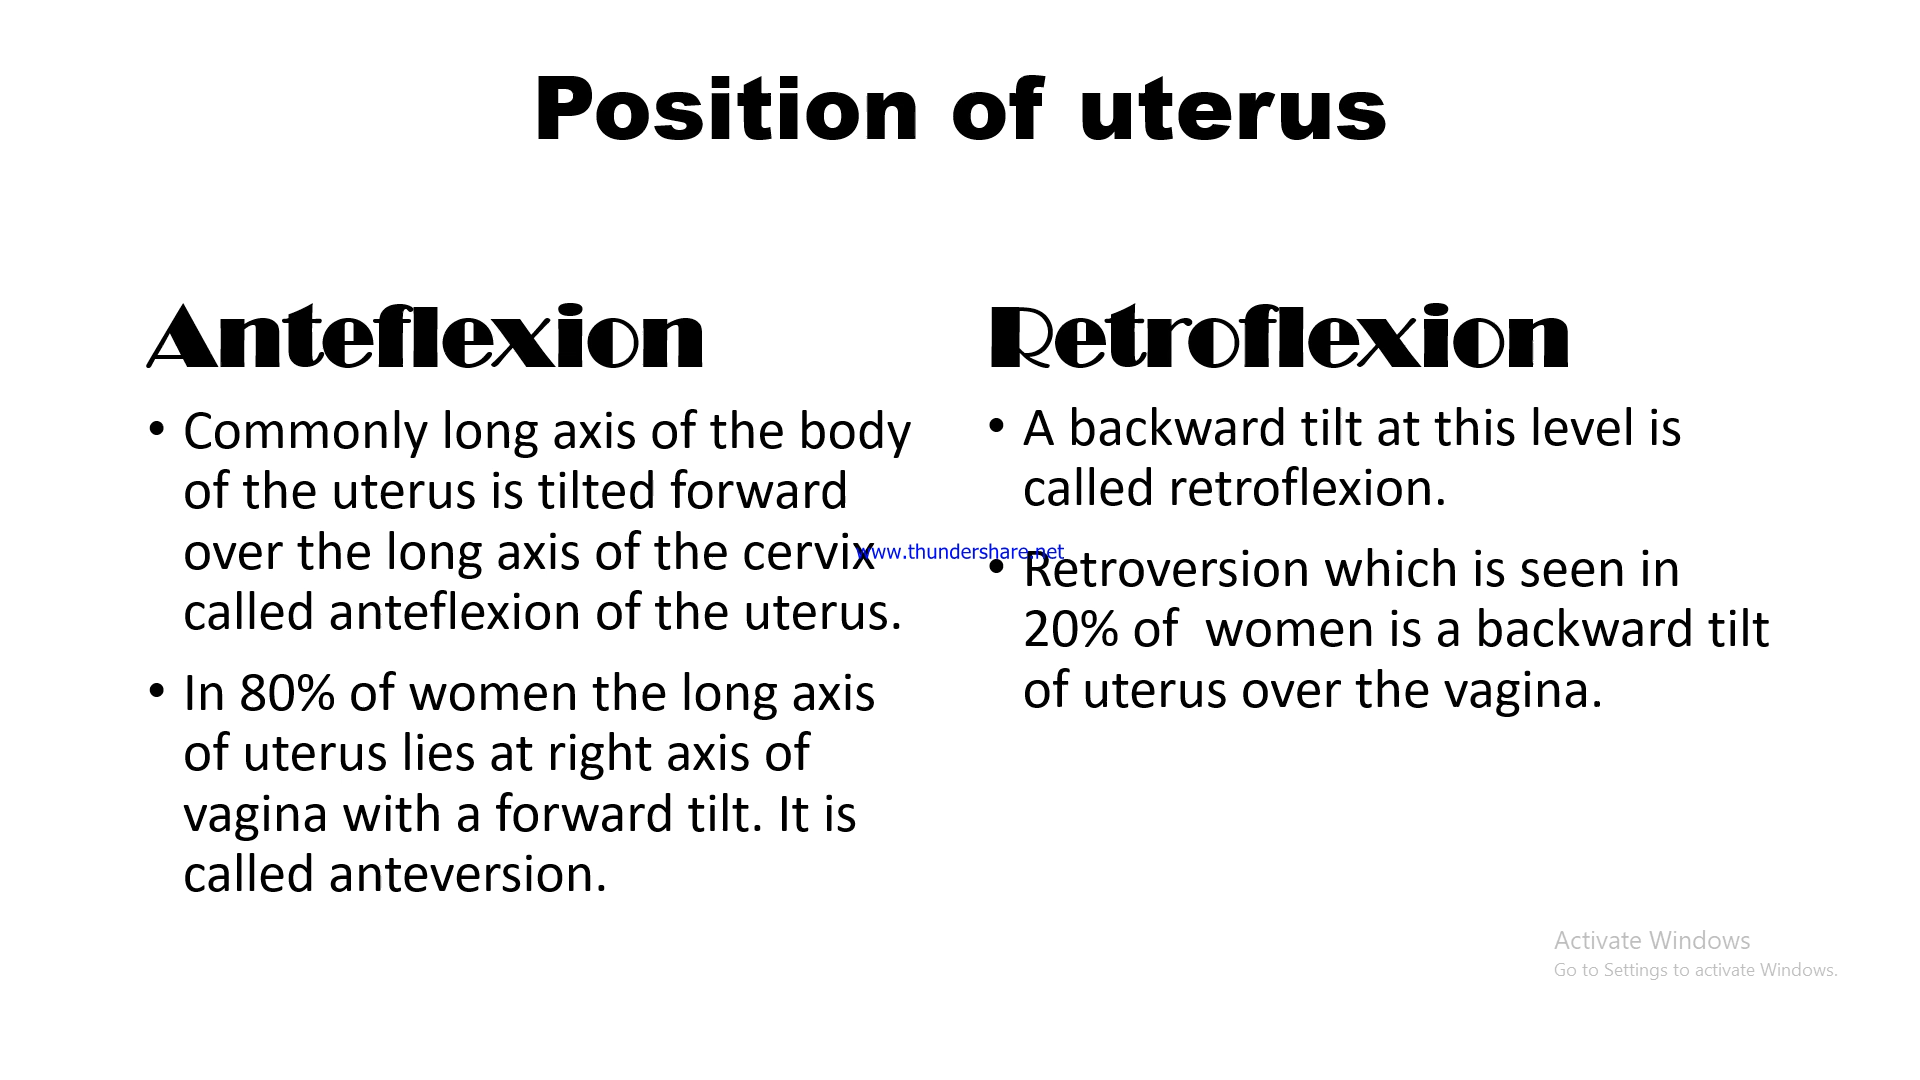 Position of uterus
Anteflexion
• Commonly long axis of the body
of the uterus is tilted forward
over the long axis of the cervix
called anteflexion of the uterus.
• In 80% of women the long axis
of uterus lies at right axis of
vagina with a forward tilt. It is
called anteversion.
Retroflexion
• A backward tilt at this level is
called retroflexion.
• Retroversion which is seen in
20% of  women is a backward tilt
of uterus over the vagina.
www.thundershare.net
Activate Windows
Go to Settings to activate Windows.